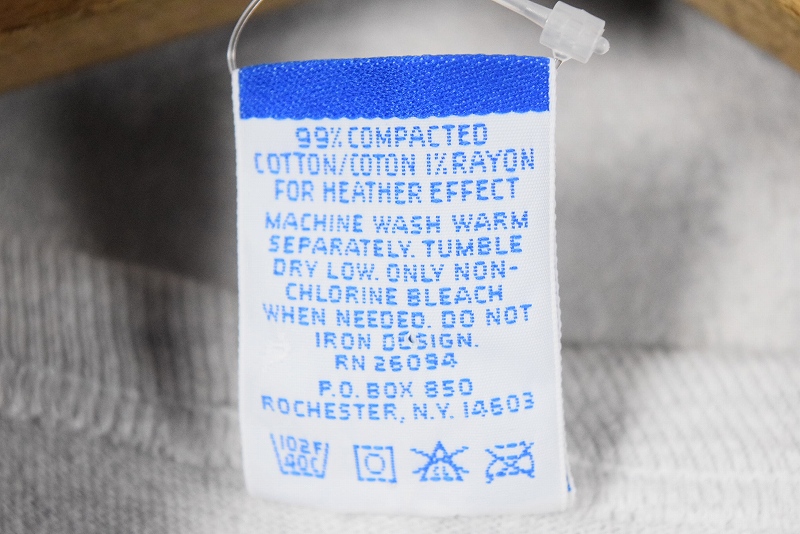 99% COMPACTED
COTTON/COTON 1% RAYON
FOR HEATHER EFFECT
MACHINE WASH WARM
SEPARATELY. TUMBLE
DRY LOW. ONLY NON-
CHLORINE BLEACH
WHEN NEEDED. DO NOT
IRON DESIGN.
RN 26094
P.O. BOX 850
ROCHESTER, N.Y. 14603
102F
40C